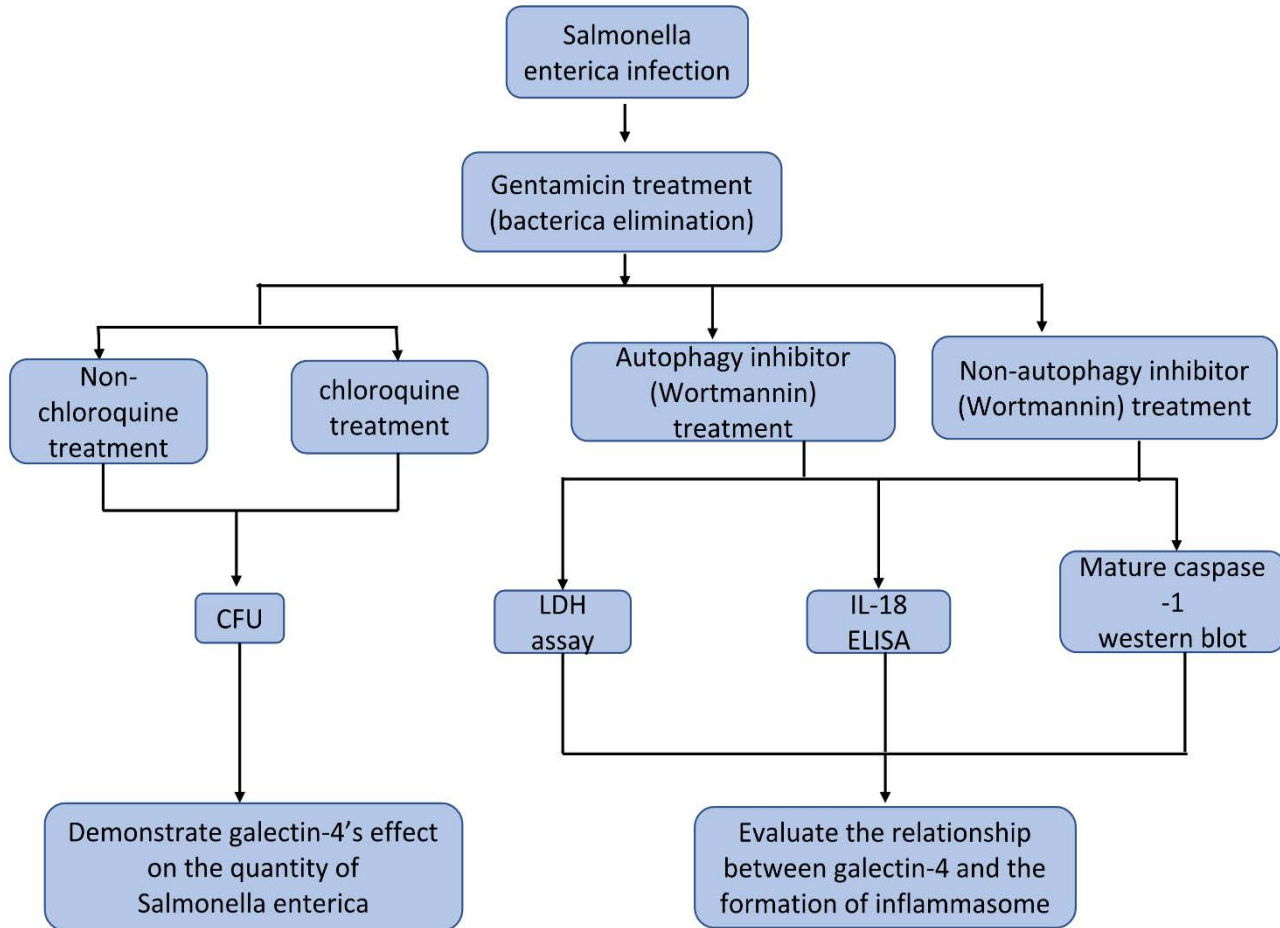 Salmonella
enterica infection
Gentamicin treatment
(bacterica elimination)
Non-
chloroquine
treatment
chloroquine
treatment
Autophagy inhibitor
(Wortmannin)
treatment
Non-autophagy inhibitor
(Wortmannin) treatment
CFU
LDH
assay
IL-18
ELISA
Mature caspase
-1
western blot
Demonstrate galectin-4’s effect
on the quantity of
Salmonella enterica
Evaluate the relationship
between galectin-4 and the
formation of inflammasome